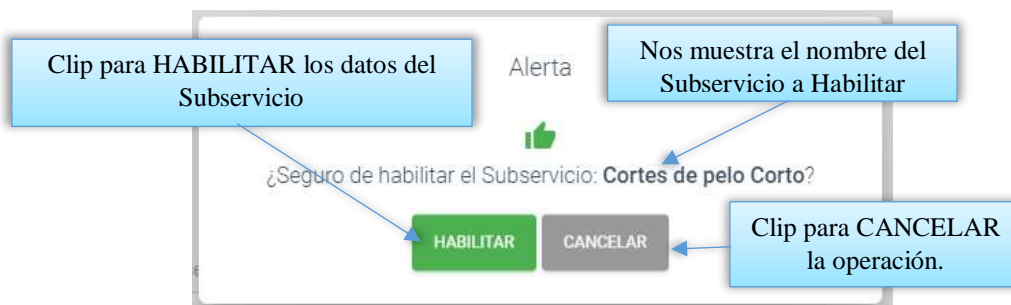 Clip para HABILITAR los datos del
Subservicio
Alerta
Nos muestra el nombre del
Subservicio a Habilitar
¿Seguro de habilitar el Subservicio: Cortes de pelo Corto?
HABILITAR
CANCELAR
Clip para CANCELAR
la operación.